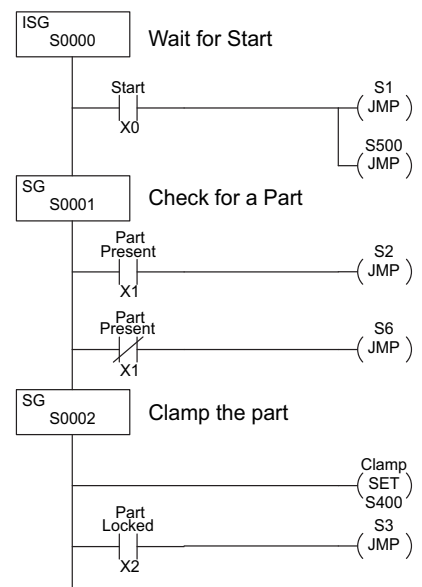 ISG
S0000
Wait for Start
Start
X0
S1
JMP
S500
JMP
SG
S0001
Check for a Part
Part
Present
X1
S2
JMP
Part
Present
X1
S6
JMP
SG
S0002
Clamp the part
Clamp
SET
S400
Part
Locked
X2
S3
JMP